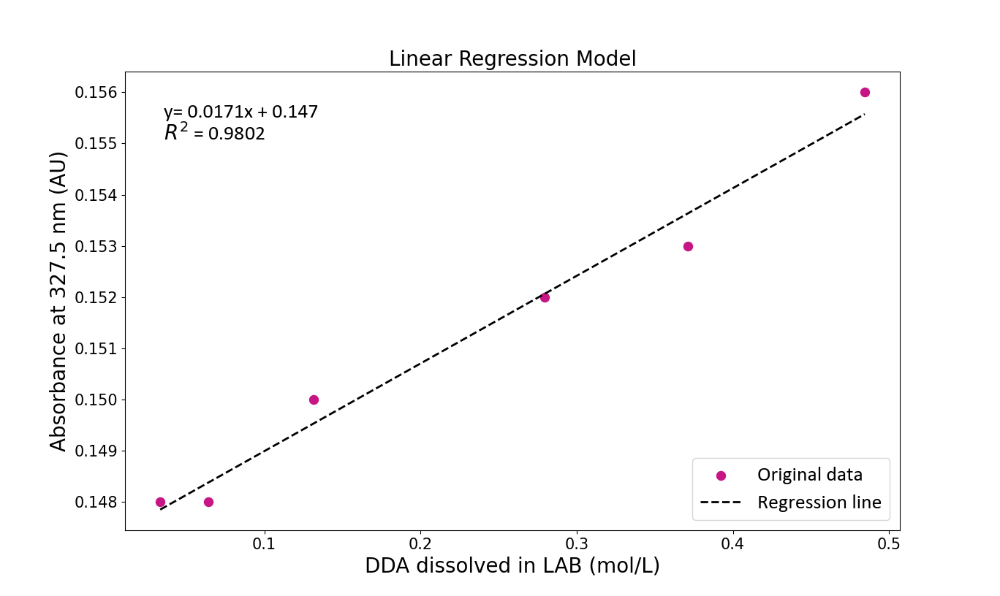 Linear Regression Model
y= 0.0171x + 0.147
R² = 0.9802
Absorbance at 327.5 nm (AU)
0.156
0.155
0.154
0.153
0.152
0.151
0.150
0.149
0.148
Original data
Regression line
0.1 0.2 0.3 0.4 0.5
DDA dissolved in LAB (mol/L)